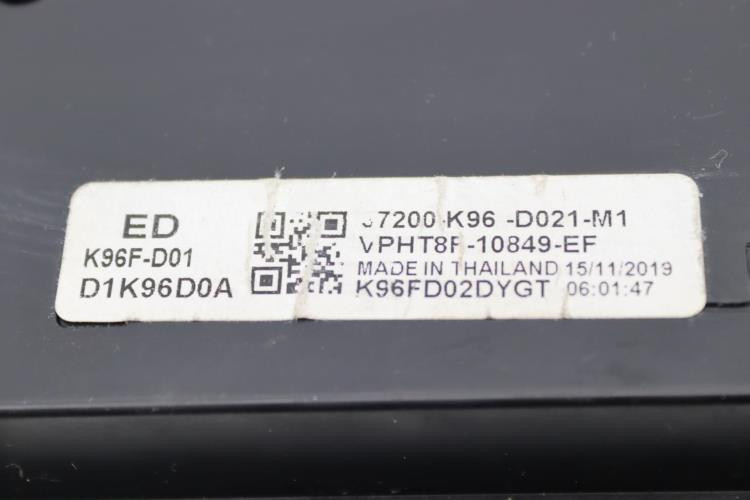 ED
K96F-D01
D1K96D0A
37200-K96 -D021-M1
VPHT8F-10849-EF
MADE IN THAILAND 15/11/2019
K96FD02DYGT 06:01:47